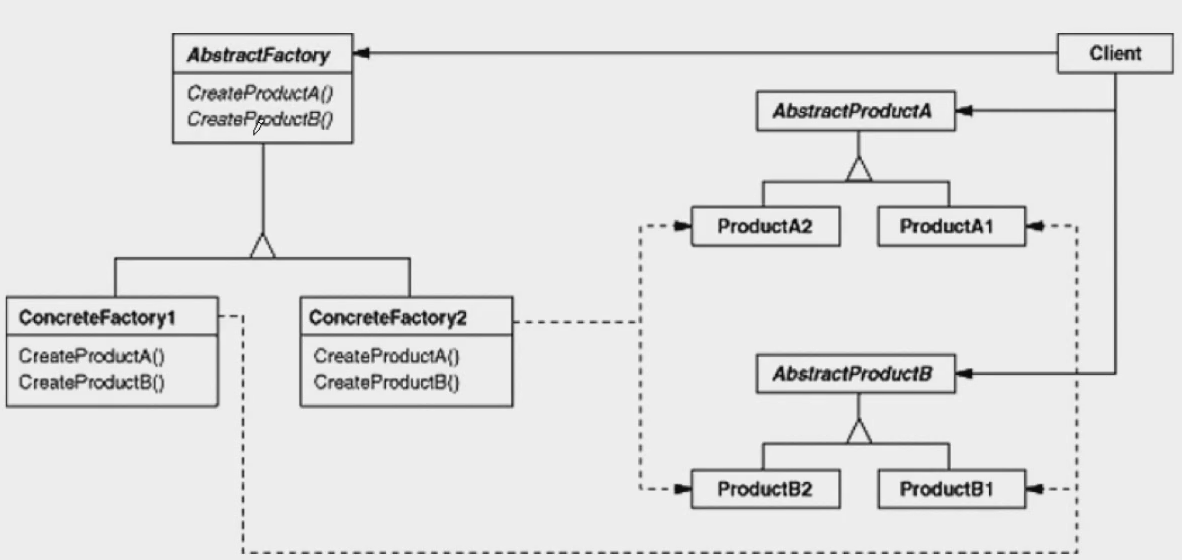 AbstractFactory
CreateProductA()
CreateProductB()
Client
AbstractProductA
ProductA2
ProductA1
ConcreteFactory1
CreateProductA()
CreateProductB()
ConcreteFactory2
CreateProductA()
CreateProductB()
AbstractProductB
ProductB2
ProductB1